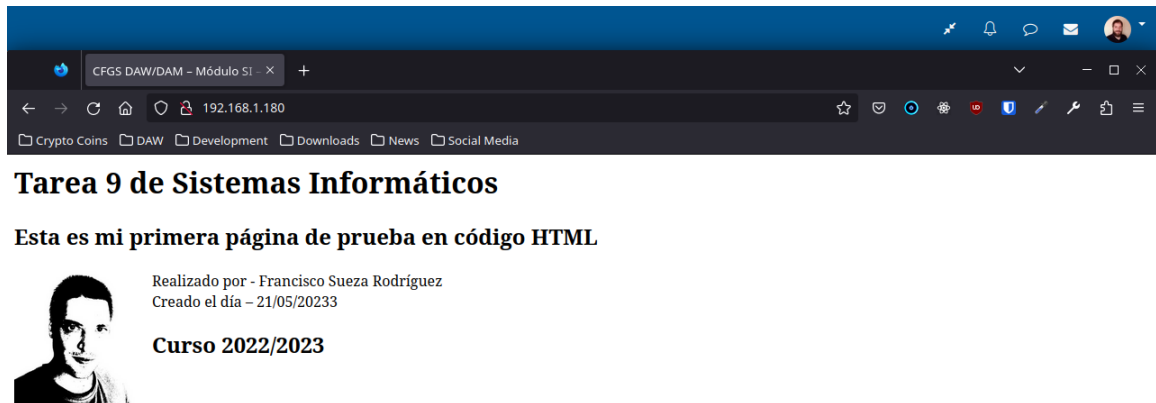 CFGS DAW/DAM – Módulo SI –
192.168.1.180
Crypto Coins DAW Development Downloads News Social Media
Tarea 9 de Sistemas Informáticos
Esta es mi primera página de prueba en código HTML
Realizado por - Francisco Sueza Rodríguez
Creado el día – 21/05/20233
Curso 2022/2023